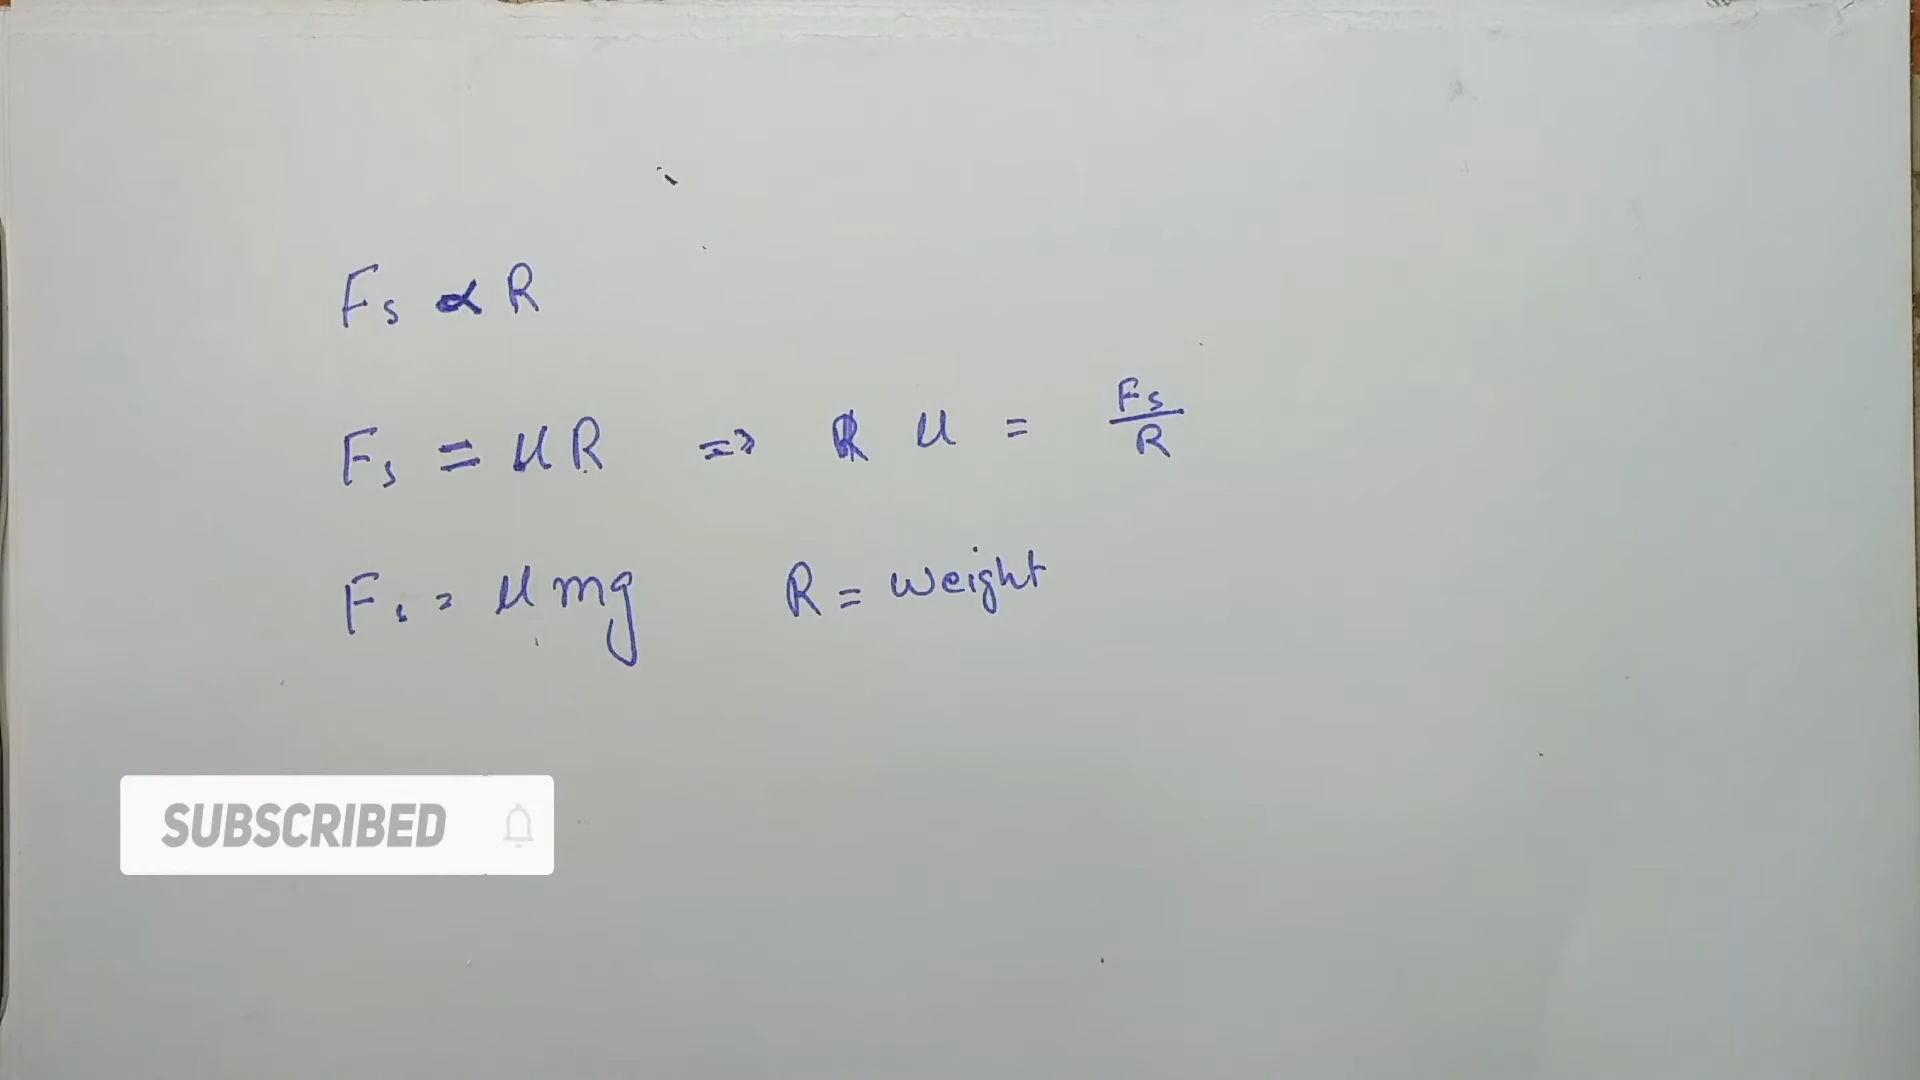 Fs ∝ R
Fs = μR ⇒ μ = Fs/R
Fs = μmg R = weight
SUBSCRIBED